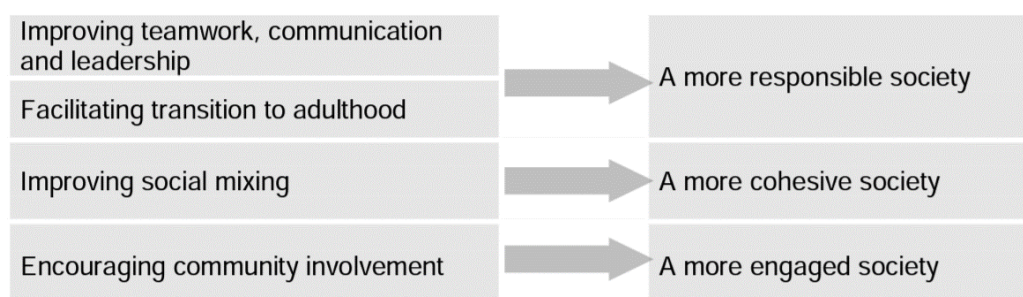 Improving teamwork, communication
and leadership
Facilitating transition to adulthood
A more responsible society
Improving social mixing
A more cohesive society
Encouraging community involvement
A more engaged society